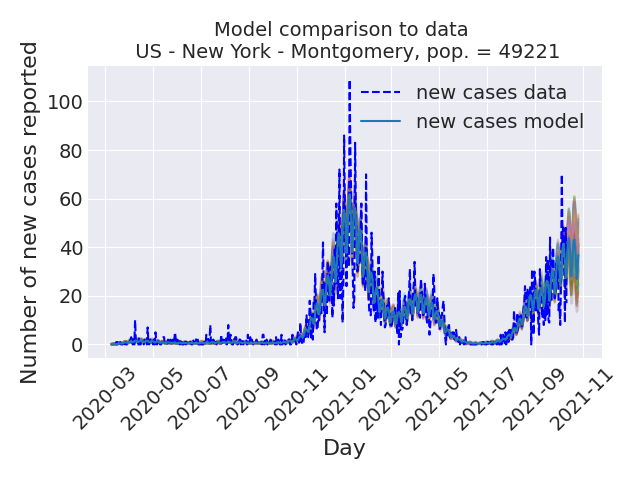 Model comparison to data
US - New York - Montgomery, pop. = 49221
Number of new cases reported
100
80
60
40
20
0
new cases data
new cases model
2020-03
2020-05
2020-07
2020-09
2020-11
2021-01
2021-03
2021-05
2021-07
2021-09
2021-11
Day